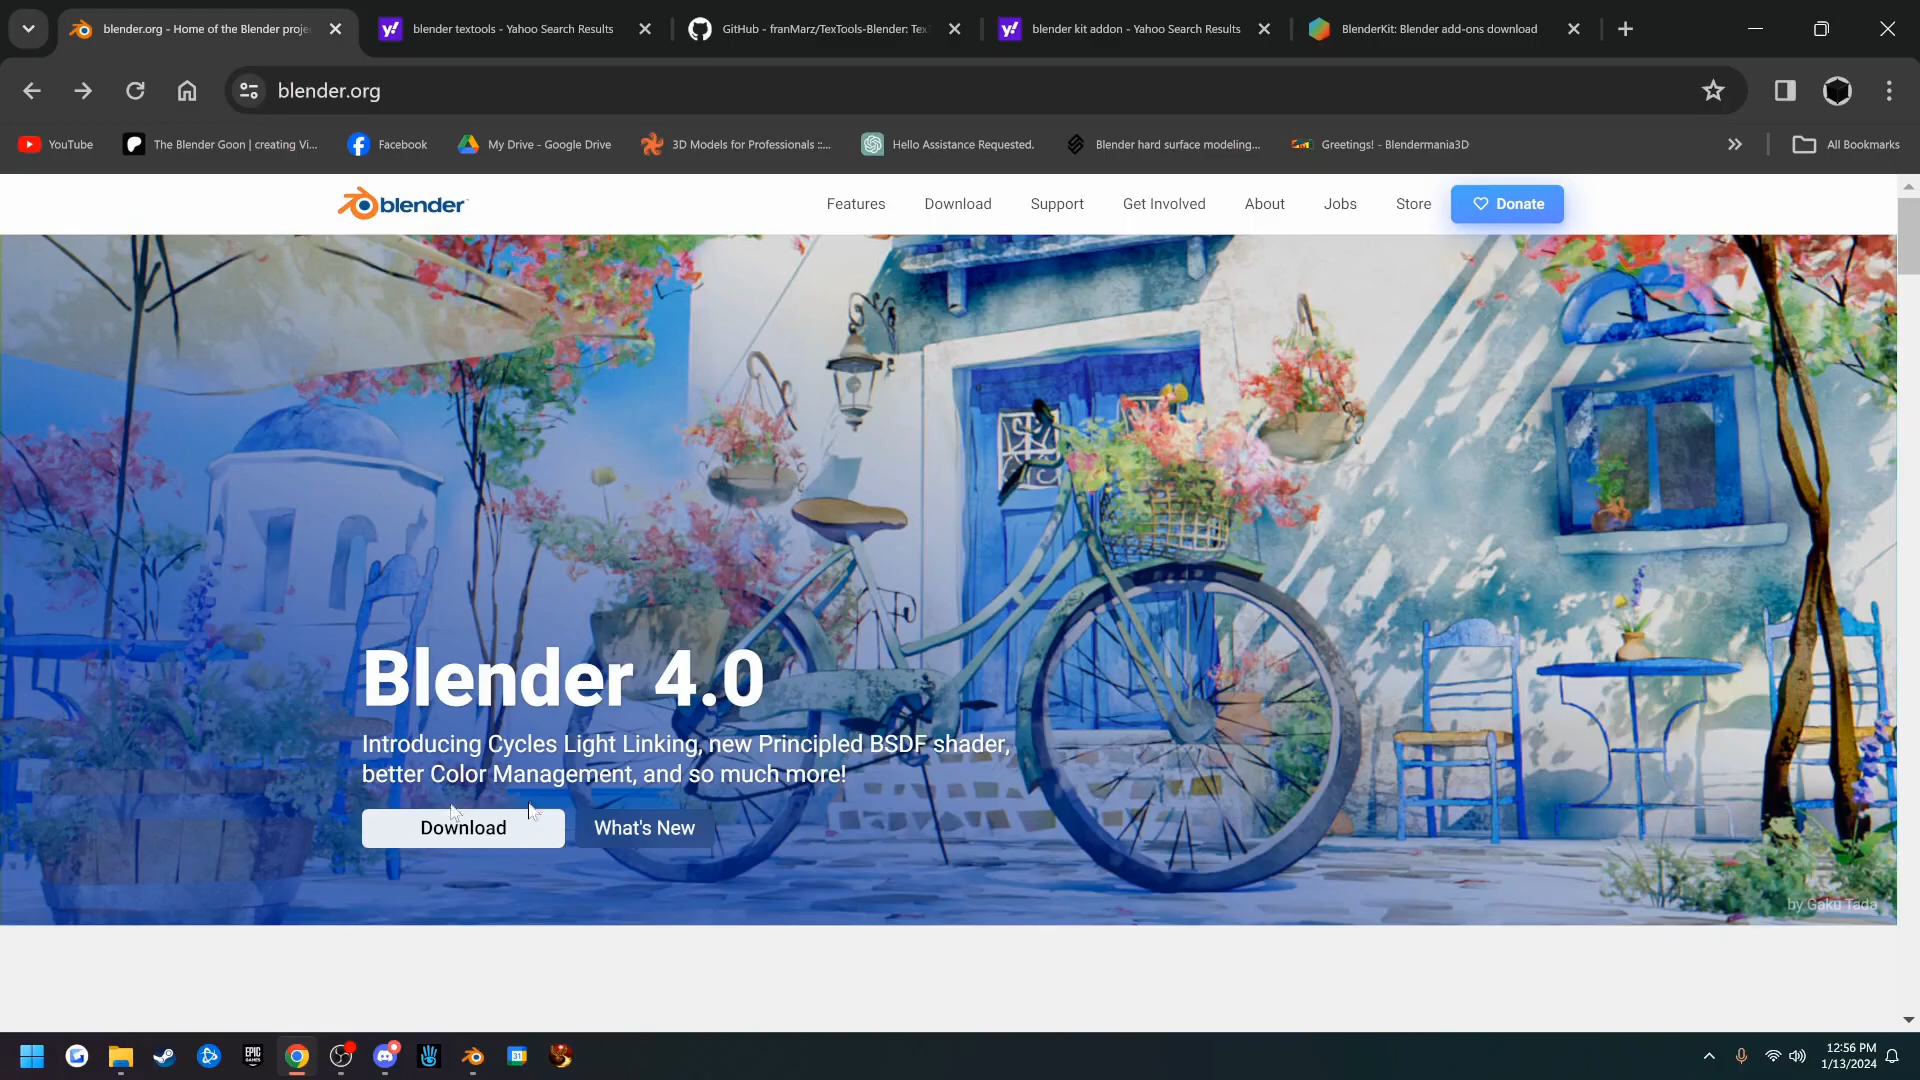 blender.org - Home of the Blender proje
blender textools - Yahoo Search Results
GitHub - franMarz/TexTools-Blender: Tex
blender kit addon - Yahoo Search Results
BlenderKit: Blender add-ons download
blender.org
YouTube
The Blender Goon | creating Vi...
Facebook
My Drive - Google Drive
3D Models for Professionals ::...
Hello Assistance Requested.
Blender hard surface modeling...
Greetings! - Blendermania3D
All Bookmarks
blender
Features
Download
Support
Get Involved
About
Jobs
Store
Donate
Blender 4.0
Introducing Cycles Light Linking, new Principled BSDF shader,
better Color Management, and so much more!
Download
What's New
by Gaku Tada
EPIC
GAMES
31
12:56 PM
1/13/2024